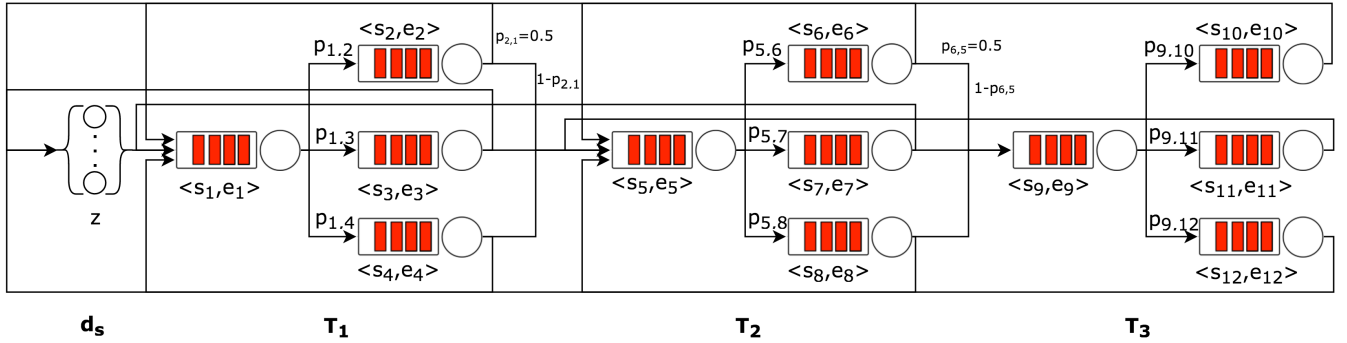 <s2,e2>
<s6,e6>
<s10,e10>
p1.2
p2,1=0.5
p5.6
p6,5=0.5
p9.10
1-p2,1
1-p6,5
p1.3
p5.7
p9.11
<s1,e1>
<s3,e3>
<s5,e5>
<s7,e7>
<s9,e9>
<s11,e11>
z
p1.4
p5.8
p9.12
<s4,e4>
<s8,e8>
<s12,e12>
ds
T1
T2
T3